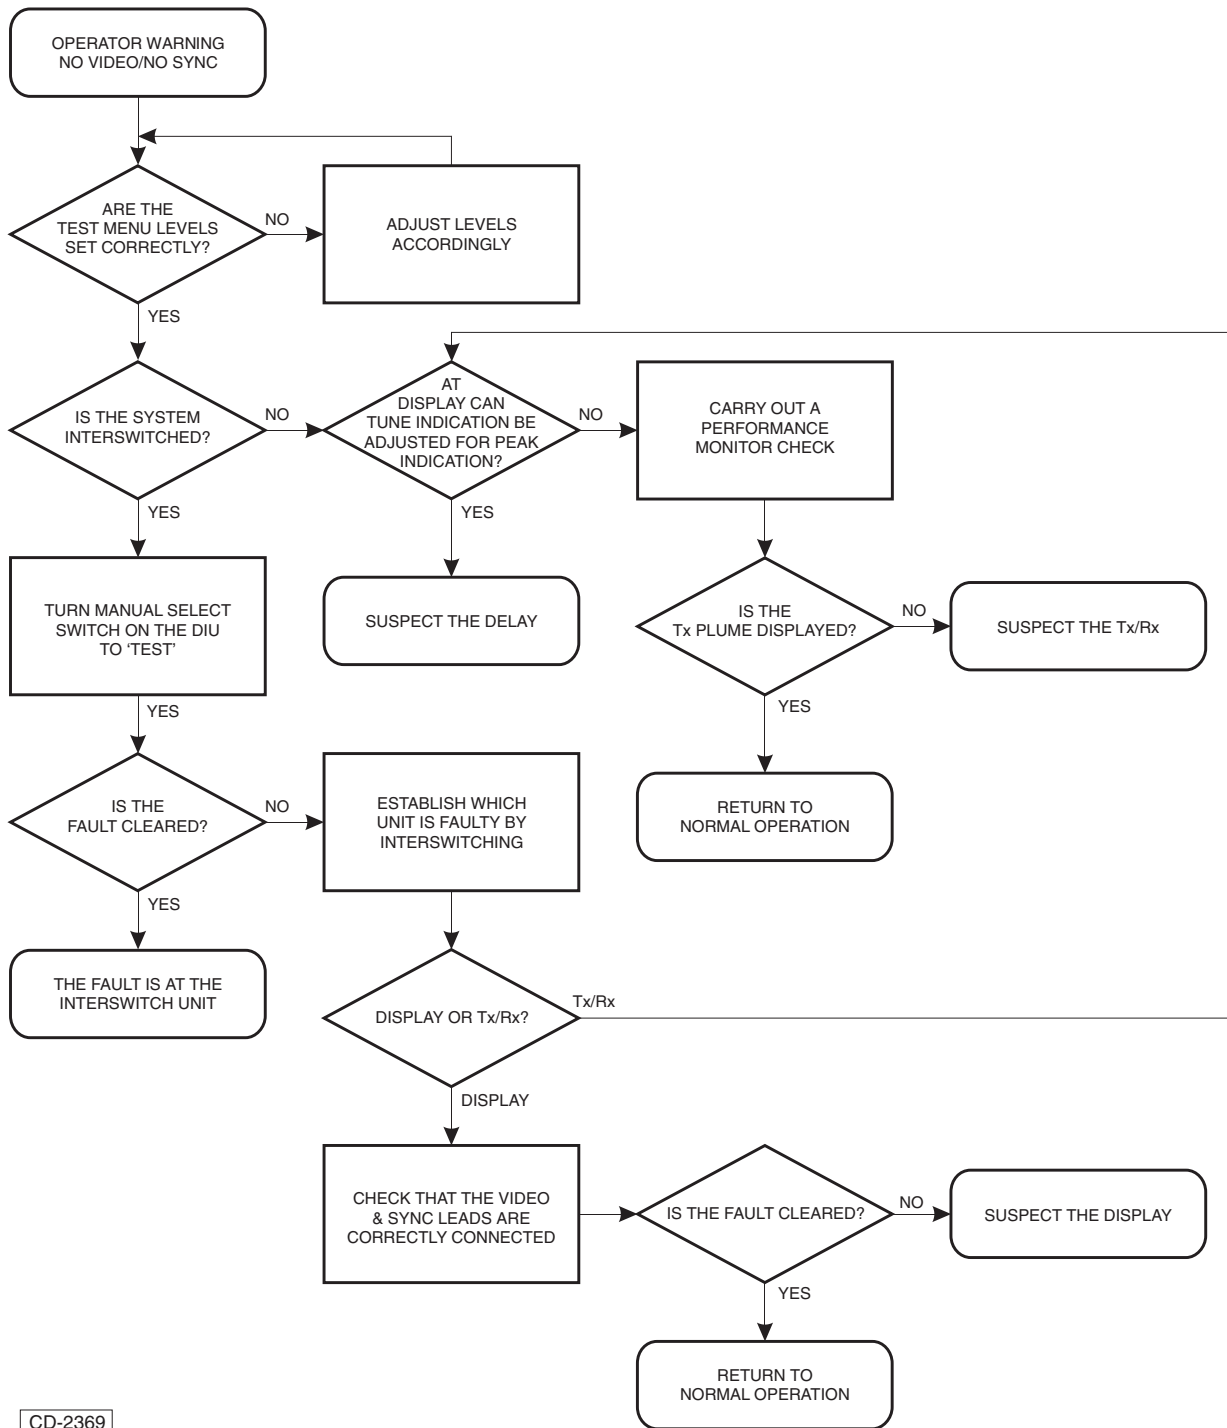 OPERATOR WARNING
NO VIDEO/NO SYNC
ARE THE
TEST MENU LEVELS
SET CORRECTLY?
NO
ADJUST LEVELS
ACCORDINGLY
YES
IS THE SYSTEM
INTERSWITCHED?
NO
AT
DISPLAY CAN
TUNE INDICATION BE
ADJUSTED FOR PEAK
INDICATION?
NO
CARRY OUT A
PERFORMANCE
MONITOR CHECK
YES
YES
TURN MANUAL SELECT
SWITCH ON THE DIU
TO ‘TEST’
SUSPECT THE DELAY
IS THE
Tx PLUME DISPLAYED?
NO
SUSPECT THE Tx/Rx
YES
YES
IS THE
FAULT CLEARED?
NO
ESTABLISH WHICH
UNIT IS FAULTY BY
INTERSWITCHING
RETURN TO
NORMAL OPERATION
YES
THE FAULT IS AT THE
INTERSWITCH UNIT
DISPLAY OR Tx/Rx?
Tx/Rx
DISPLAY
CHECK THAT THE VIDEO
& SYNC LEADS ARE
CORRECTLY CONNECTED
IS THE FAULT CLEARED?
NO
SUSPECT THE DISPLAY
YES
RETURN TO
NORMAL OPERATION
CD-2369